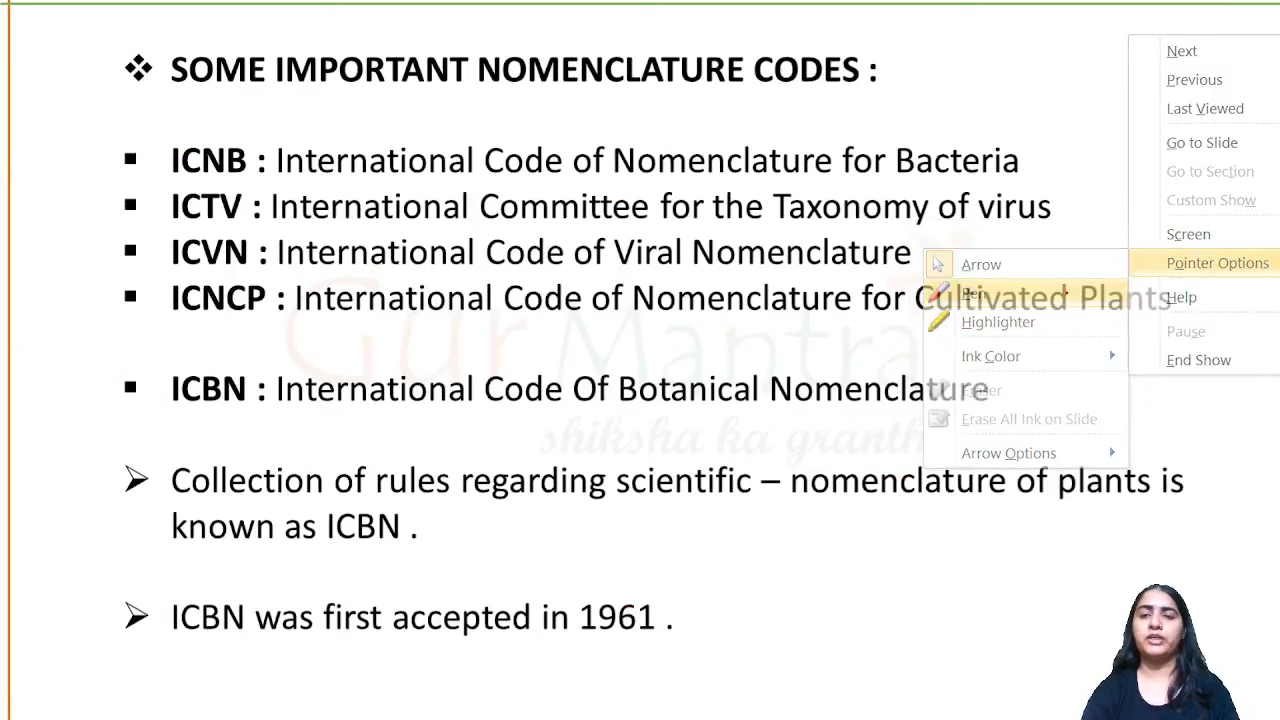 ❖ SOME IMPORTANT NOMENCLATURE CODES :
▪ ICNB : International Code of Nomenclature for Bacteria
▪ ICTV : International Committee for the Taxonomy of virus
▪ ICVN : International Code of Viral Nomenclature
▪ ICNCP : International Code of Nomenclature for Cultivated Plants
▪ ICBN : International Code Of Botanical Nomenclature
➢ Collection of rules regarding scientific – nomenclature of plants is
known as ICBN .
➢ ICBN was first accepted in 1961 .
Next
Previous
Last Viewed
Go to Slide
Go to Section
Custom Show
Screen
Pointer Options
Help
Pause
End Show
Arrow
Pen
Highlighter
Ink Color
Eraser
Erase All Ink on Slide
Arrow Options
Gur Mantra
shiksha ka granth